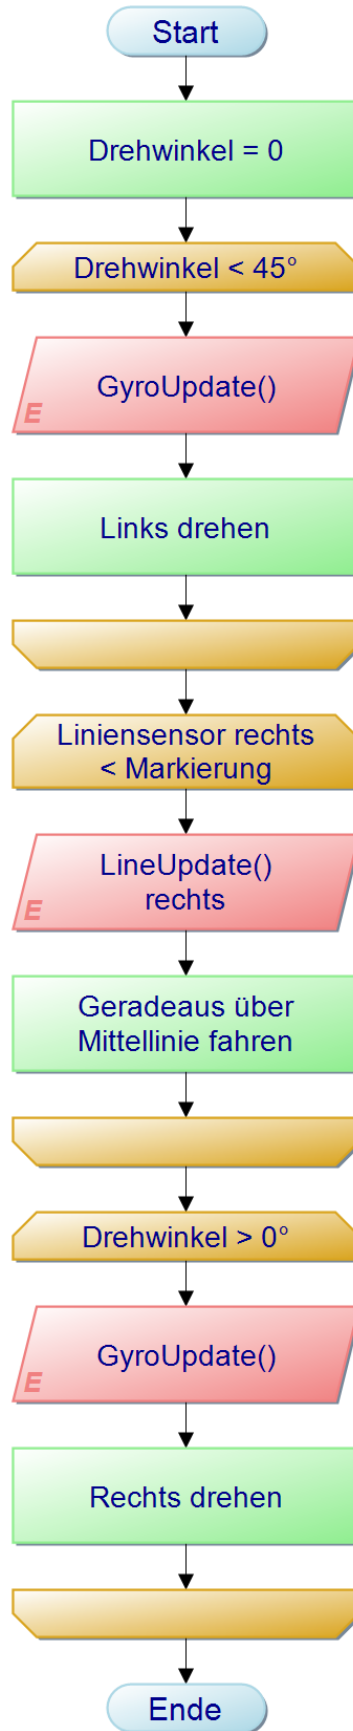 Start
Drehwinkel = 0
Drehwinkel < 45°
GyroUpdate()
E
Links drehen
Liniensensor rechts
< Markierung
LineUpdate()
rechts
E
Geradeaus über
Mittellinie fahren
Drehwinkel > 0°
GyroUpdate()
E
Rechts drehen
Ende